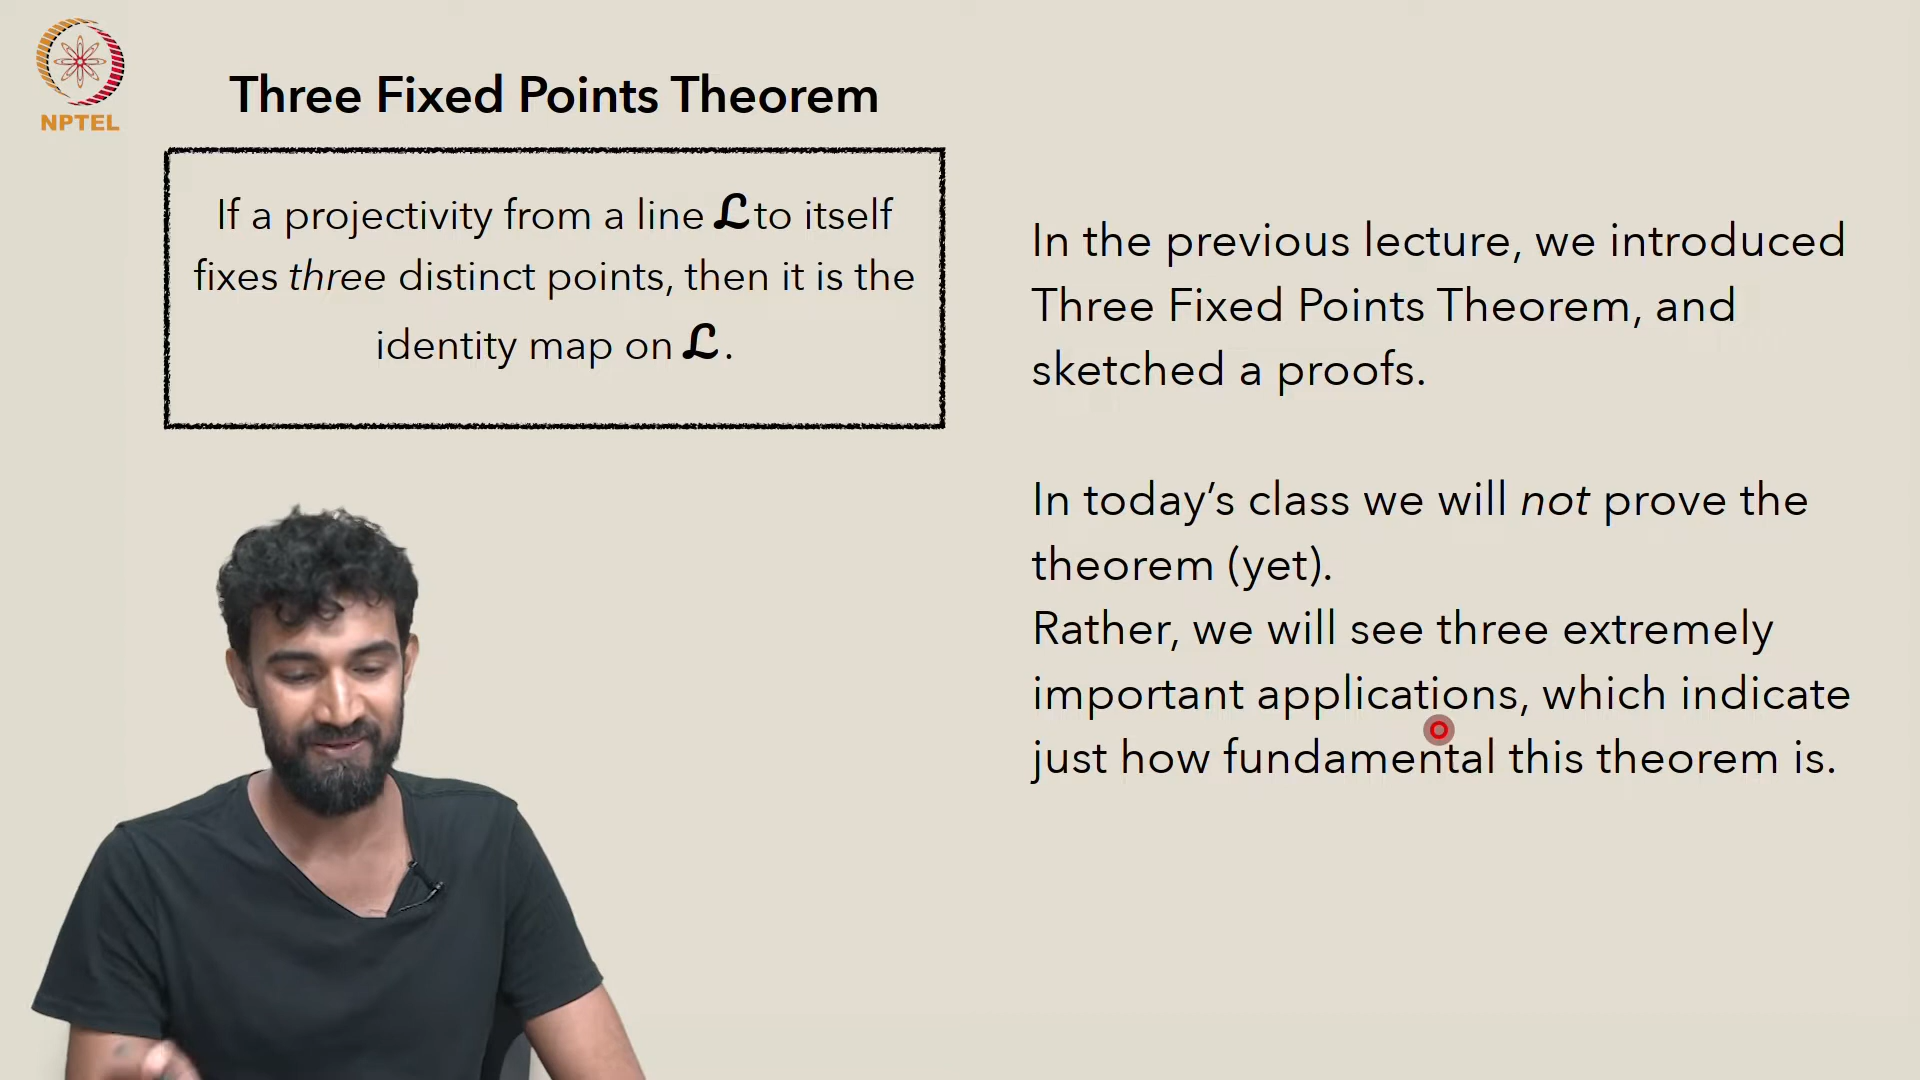 NPTEL
Three Fixed Points Theorem
If a projectivity from a line ℒ to itself
fixes three distinct points, then it is the
identity map on ℒ.
In the previous lecture, we introduced
Three Fixed Points Theorem, and
sketched a proofs.
In today’s class we will not prove the
theorem (yet).
Rather, we will see three extremely
important applications, which indicate
just how fundamental this theorem is.